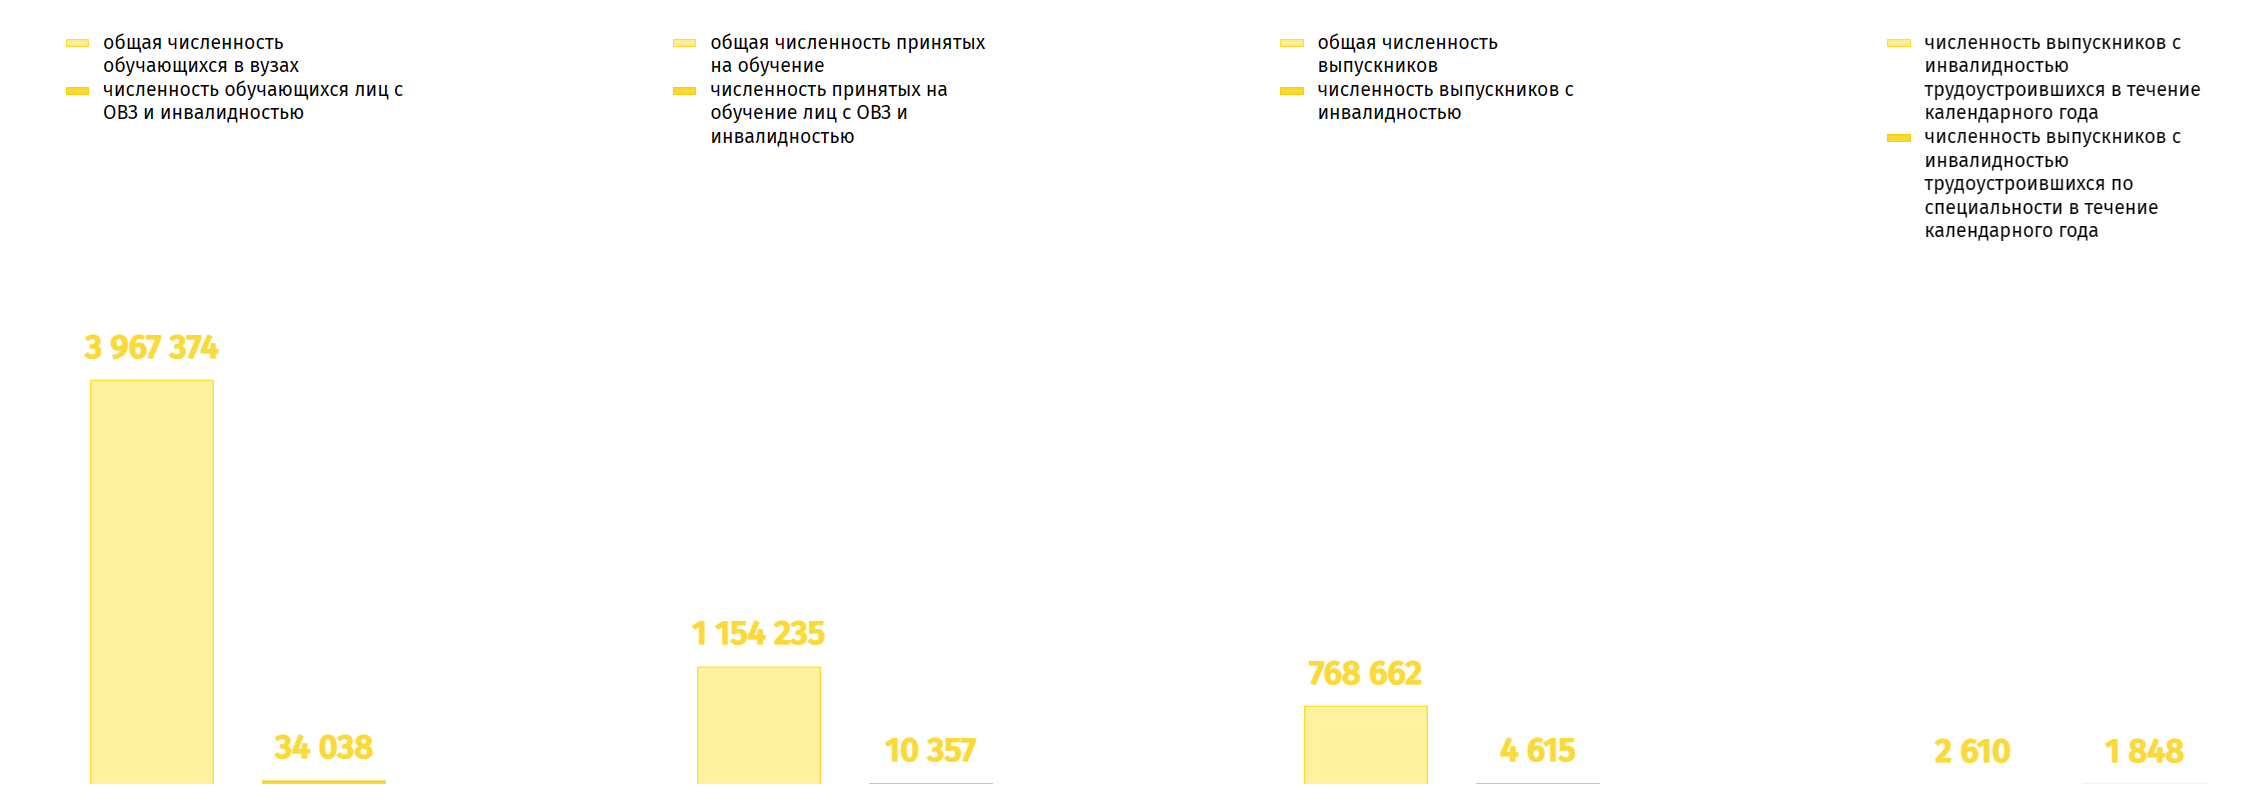 общая численность
обучающихся в вузах
численность обучающихся лиц с
ОВЗ и инвалидностью
3 967 374
34 038
общая численность принятых
на обучение
численность принятых на
обучение лиц с ОВЗ и
инвалидностью
1 154 235
10 357
общая численность
выпускников
численность выпускников с
инвалидностью
768 662
4 615
численность выпускников с
инвалидностью
трудоустроившихся в течение
календарного года
численность выпускников с
инвалидностью
трудоустроившихся по
специальности в течение
календарного года
2 610
1 848